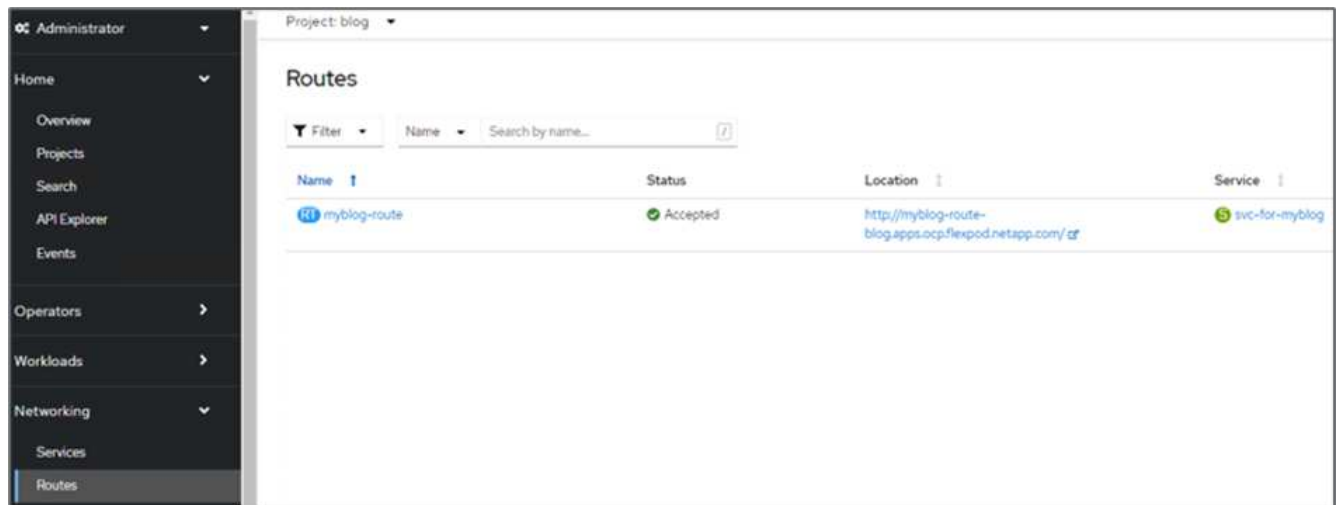 Administrator
Home
Overview
Projects
Search
API Explorer
Events
Operators
Workloads
Networking
Services
Routes
Project: blog
Routes
Filter Name Search by name... /
Name Status Location Service
RT myblog-route Accepted http://myblog-route- S svc-for-myblog
blog.apps.ocp.flexpod.netapp.com/